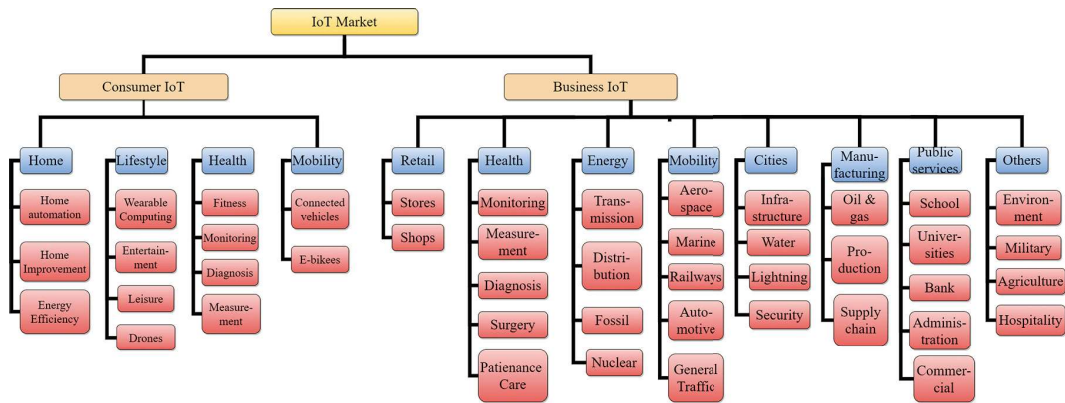 IoT Market
Consumer IoT
Business IoT
Home
Lifestyle
Health
Mobility
Retail
Health
Energy
Mobility
Cities
Manu-
facturing
Public
services
Others
Home
automation
Home
Improvement
Energy
Efficiency
Wearable
Computing
Entertain-
ment
Leisure
Drones
Fitness
Monitoring
Diagnosis
Measure-
ment
Connected
vehicles
E-bikees
Stores
Shops
Monitoring
Measure-
ment
Diagnosis
Surgery
Patienance
Care
Trans-
mission
Distri-
bution
Fossil
Nuclear
Aero-
space
Marine
Railways
Auto-
motive
General
Traffic
Infra-
structure
Water
Lightning
Security
Oil &
gas
Pro-
duction
Supply
chain
School
Univer-
sities
Bank
Adminis-
tration
Commer-
cial
Environ-
ment
Military
Agriculture
Hospitality